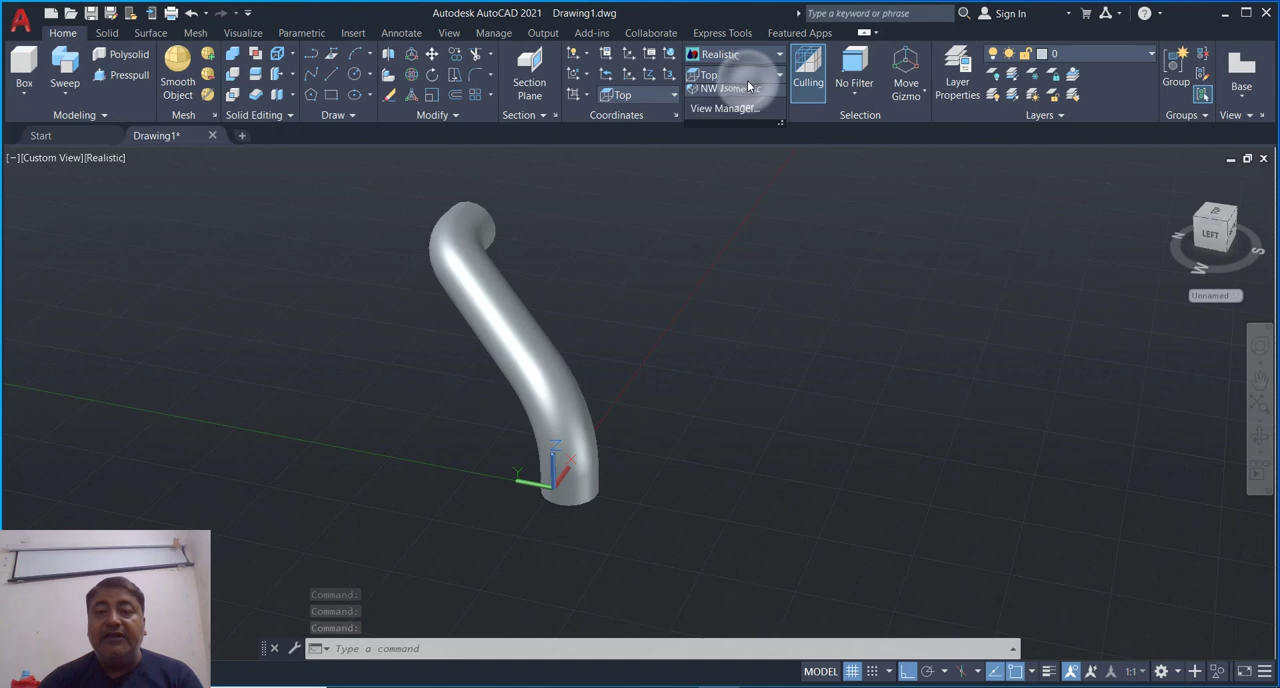 Autodesk AutoCAD 2021 Drawing1.dwg
Type a keyword or phrase
Sign In
Home Solid Surface Mesh Visualize Parametric Insert Annotate View Manage Output Add-ins Collaborate Express Tools Featured Apps
Box
Sweep
Polysolid
Presspull
Smooth
Object
Section
Plane
Top
Realistic
Top
NW Isometric
View Manager...
Culling
No Filter
Move
Gizmo
Layer
Properties
0
Group
Base
Modeling
Mesh
Solid Editing
Draw
Modify
Section
Coordinates
Selection
Layers
Groups
View
Start
Drawing1*
[−][Custom View][Realistic]
LEFT
N
S
W
Unnamed
Z
X
Y
Command:
Command:
Command:
Type a command
MODEL
1:1